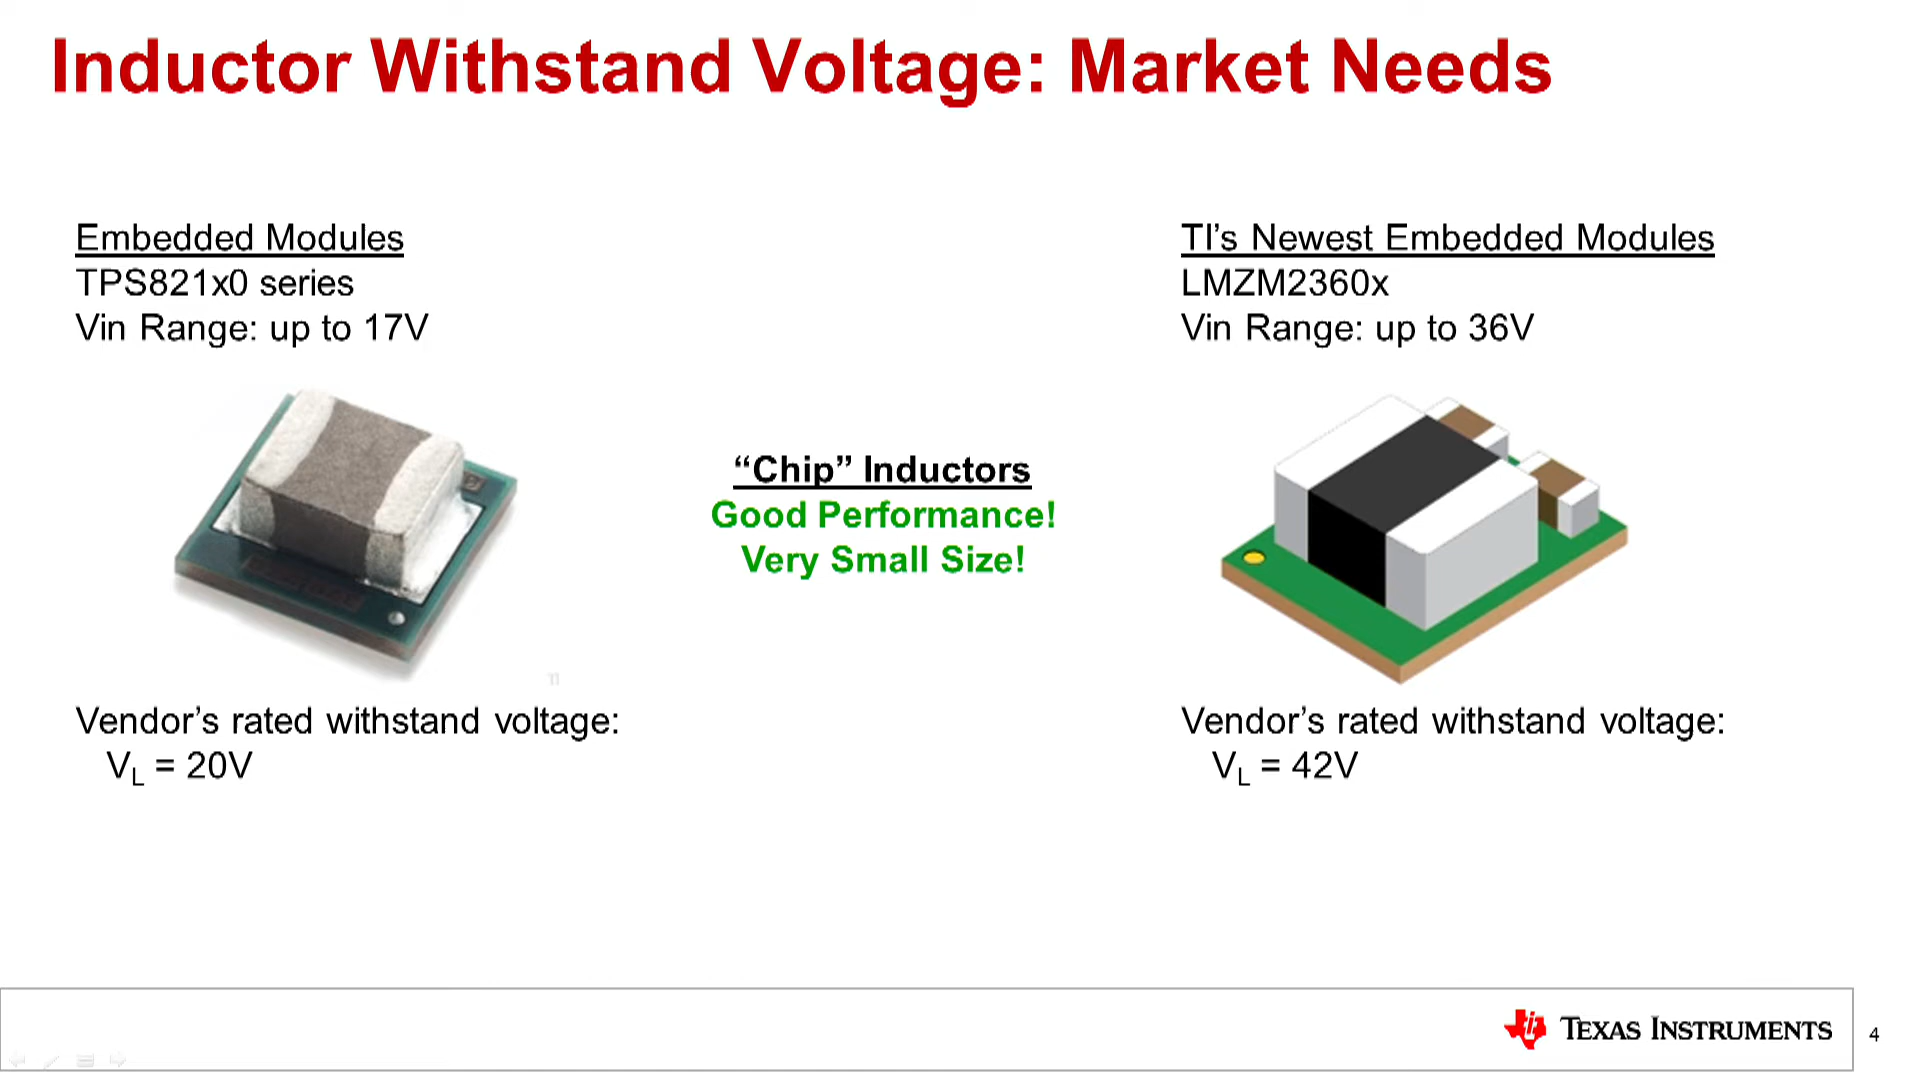 Inductor Withstand Voltage: Market Needs
Embedded Modules
TPS821x0 series
Vin Range: up to 17V
TI’s Newest Embedded Modules
LMZM2360x
Vin Range: up to 36V
“Chip” Inductors
Good Performance!
Very Small Size!
TI
Vendor’s rated withstand voltage:
VL = 20V
Vendor’s rated withstand voltage:
VL = 42V
TEXAS INSTRUMENTS
4